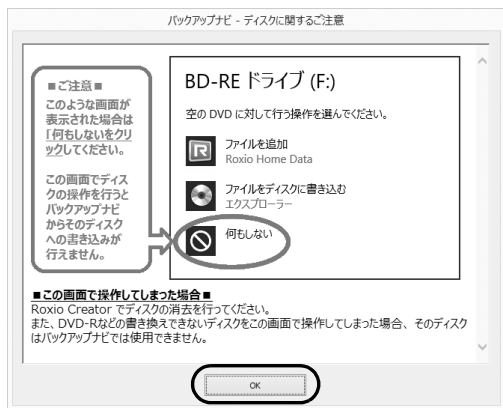 バックアップナビ - ディスクに関するご注意
■ご注意■
このような画面が
表示された場合は
「何もしないをクリ
ックしてください。
この画面でディス
クの操作を行うと
バックアップナビ
からそのディスク
への書き込みが
行えません。
BD-RE ドライブ (F:)
空の DVD に対して行う操作を選んでください。
ファイルを追加
Roxio Home Data
ファイルをディスクに書き込む
エクスプローラー
何もしない
■この画面で操作してしまった場合■
Roxio Creator でディスクの消去を行ってください。
また、DVD-Rなどの書き換えできないディスクをこの画面で操作してしまった場合、そのディスク
はバックアップナビでは使用できません。
OK